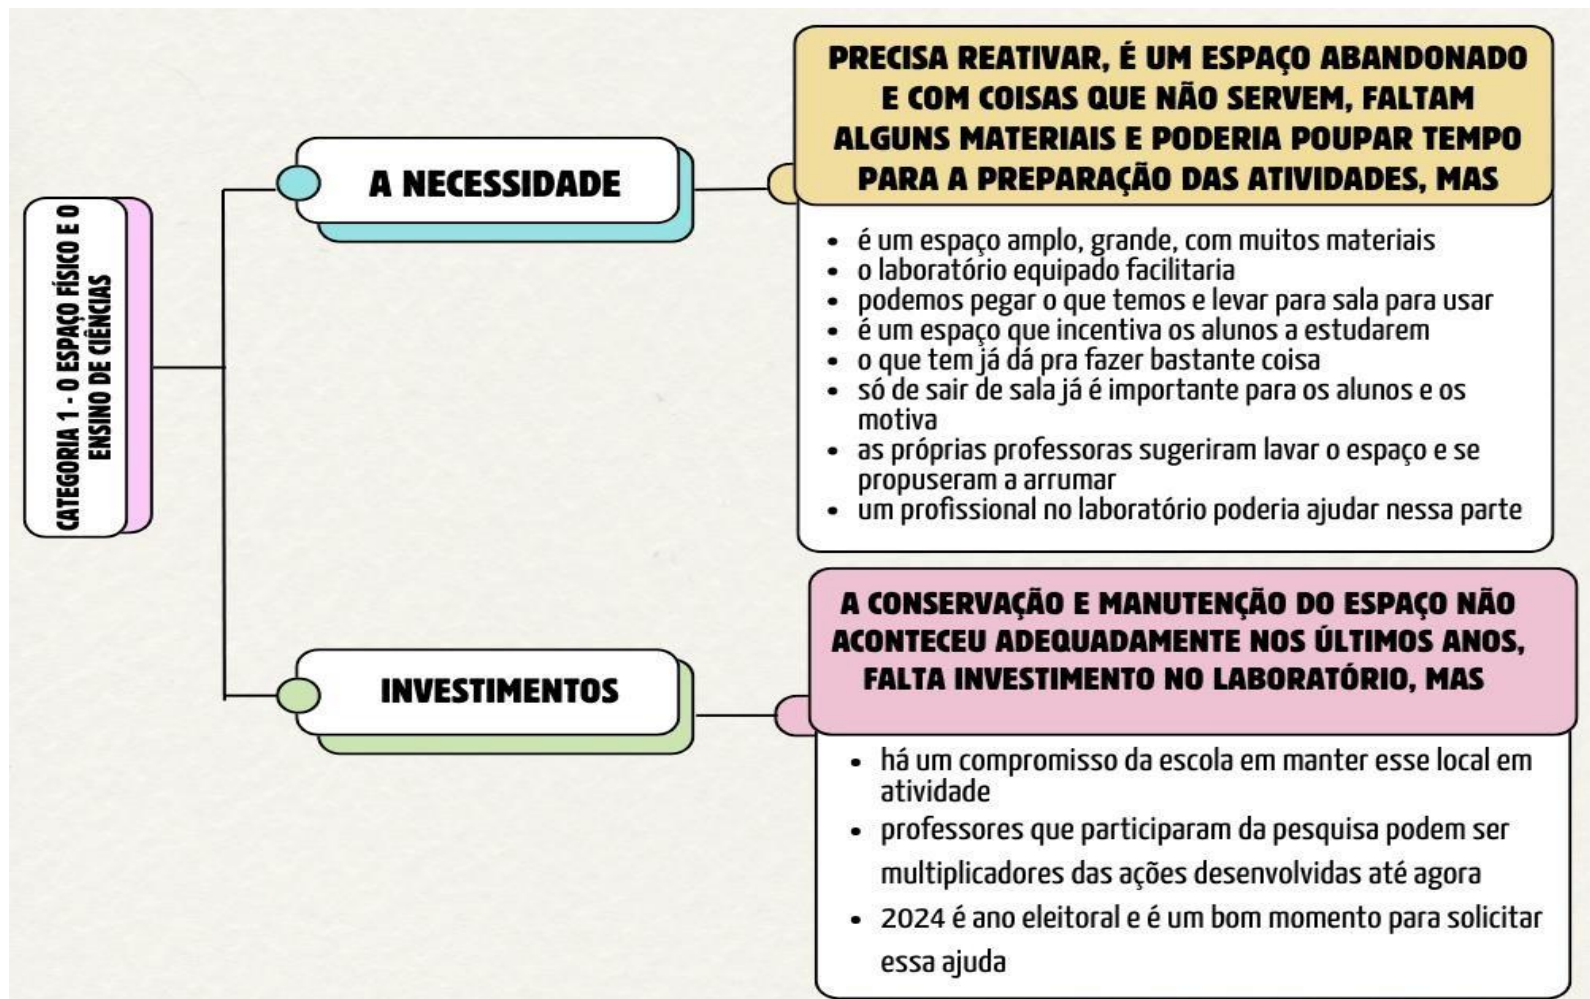 CATEGORIA 1 - O ESPAÇO FÍSICO E O
ENSINO DE CIÊNCIAS
A NECESSIDADE
PRECISA REATIVAR, É UM ESPAÇO ABANDONADO
E COM COISAS QUE NÃO SERVEM, FALTAM
ALGUNS MATERIAIS E PODERIA POUPAR TEMPO
PARA A PREPARAÇÃO DAS ATIVIDADES, MAS
• é um espaço amplo, grande, com muitos materiais
• o laboratório equipado facilitaria
• podemos pegar o que temos e levar para sala para usar
• é um espaço que incentiva os alunos a estudarem
• o que tem já dá pra fazer bastante coisa
• só de sair de sala já é importante para os alunos e os
motiva
• as próprias professoras sugeriram lavar o espaço e se
propuseram a arrumar
• um profissional no laboratório poderia ajudar nessa parte
INVESTIMENTOS
A CONSERVAÇÃO E MANUTENÇÃO DO ESPAÇO NÃO
ACONTECEU ADEQUADAMENTE NOS ÚLTIMOS ANOS,
FALTA INVESTIMENTO NO LABORATÓRIO, MAS
• há um compromisso da escola em manter esse local em
atividade
• professores que participaram da pesquisa podem ser
multiplicadores das ações desenvolvidas até agora
• 2024 é ano eleitoral e é um bom momento para solicitar
essa ajuda